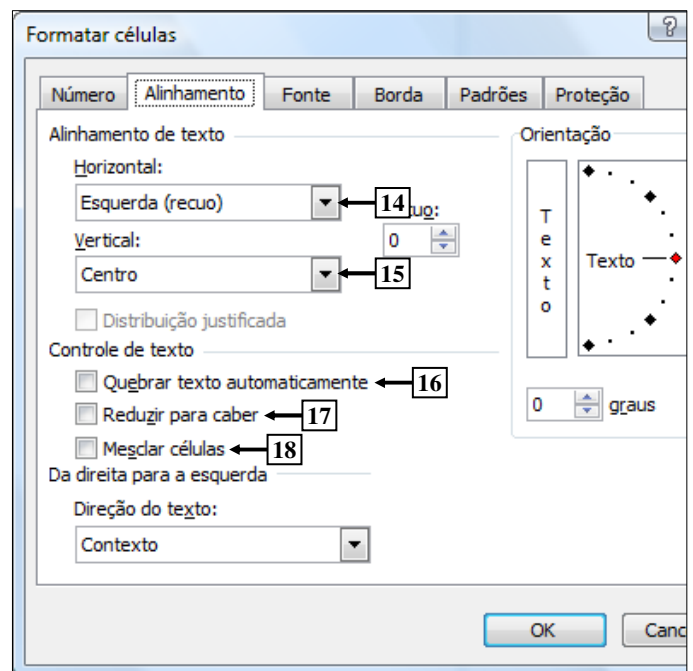 Formatar células
?
Número Alinhamento Fonte Borda Padrões Proteção
Alinhamento de texto
Horizontal:
Esquerda (recuo)
14
Vertical:
0
Centro
15
Distribuição justificada
Controle de texto
Quebrar texto automaticamente
16
Reduzir para caber
17
Mesclar células
18
Da direita para a esquerda
Direção do texto:
Contexto
Orientação
Texto
Texto
0 graus
OK